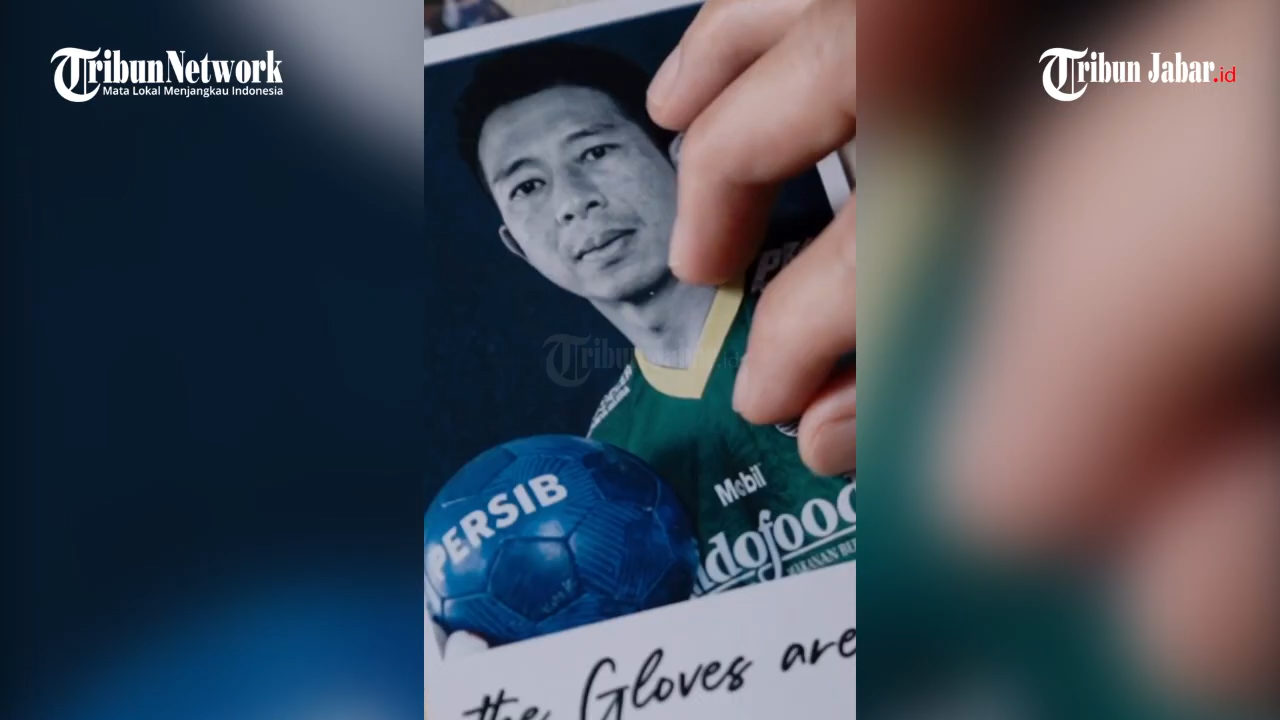 TribunNetwork
Mata Lokal Menjangkau Indonesia
Tribun Jabar.id
PERSIB
Mobil
the Gloves are